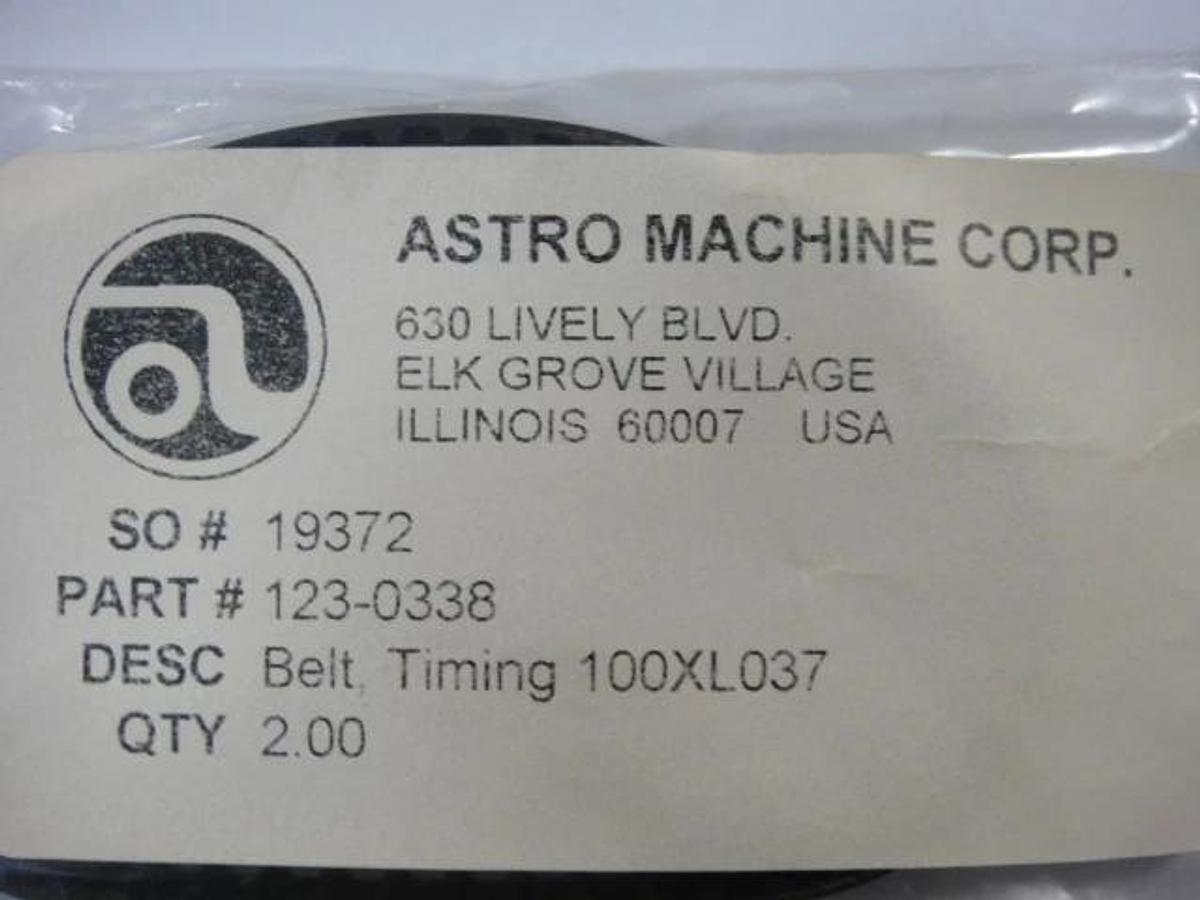 ASTRO MACHINE CORP.
630 LIVELY BLVD.
ELK GROVE VILLAGE
ILLINOIS 60007 USA
SO # 19372
PART # 123-0338
DESC Belt, Timing 100XL037
QTY 2.00